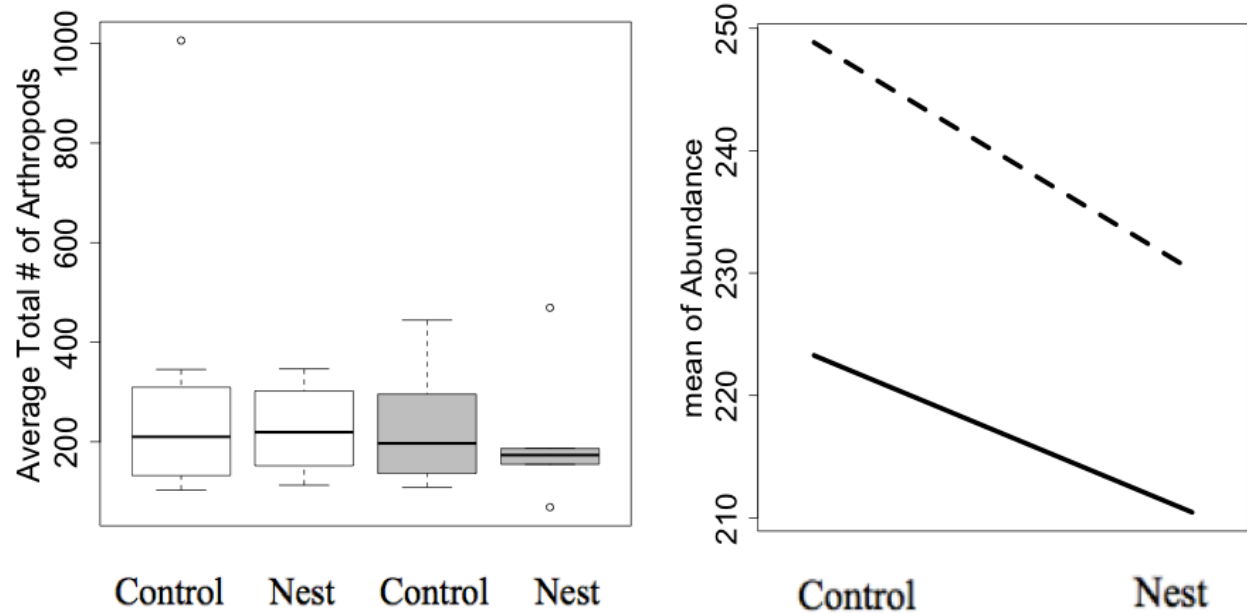 Average Total # of Arthropods
1000
800
600
400
200
Control Nest Control Nest
mean of Abundance
250
240
230
220
210
Control Nest